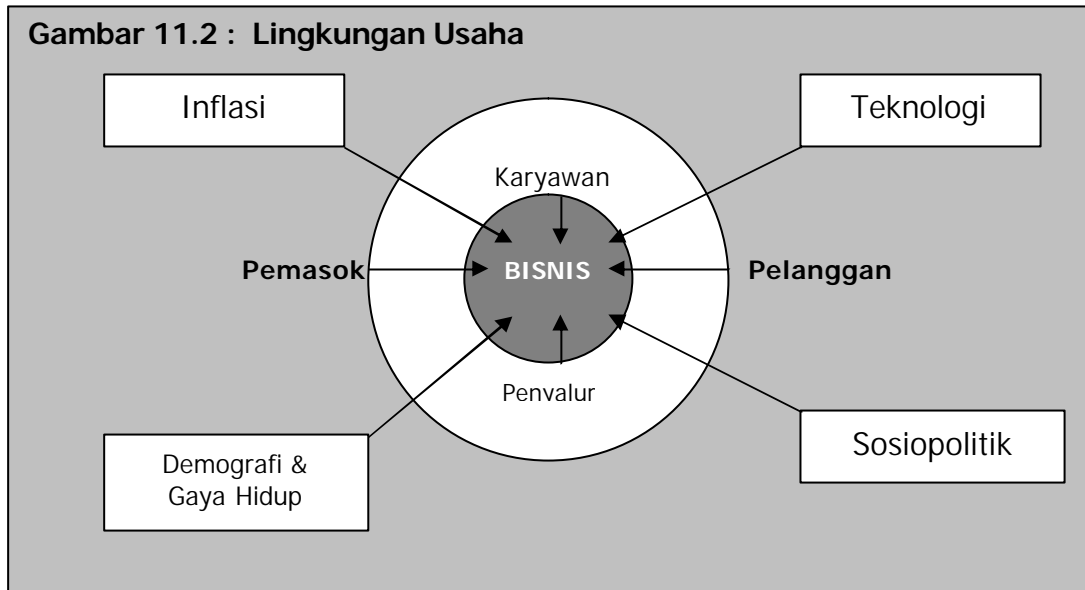 Gambar 11.2 : Lingkungan Usaha
Inflasi
Teknologi
Karyawan
Pemasok
BISNIS
Pelanggan
Penvalur
Demografi &
Gaya Hidup
Sosiopolitik